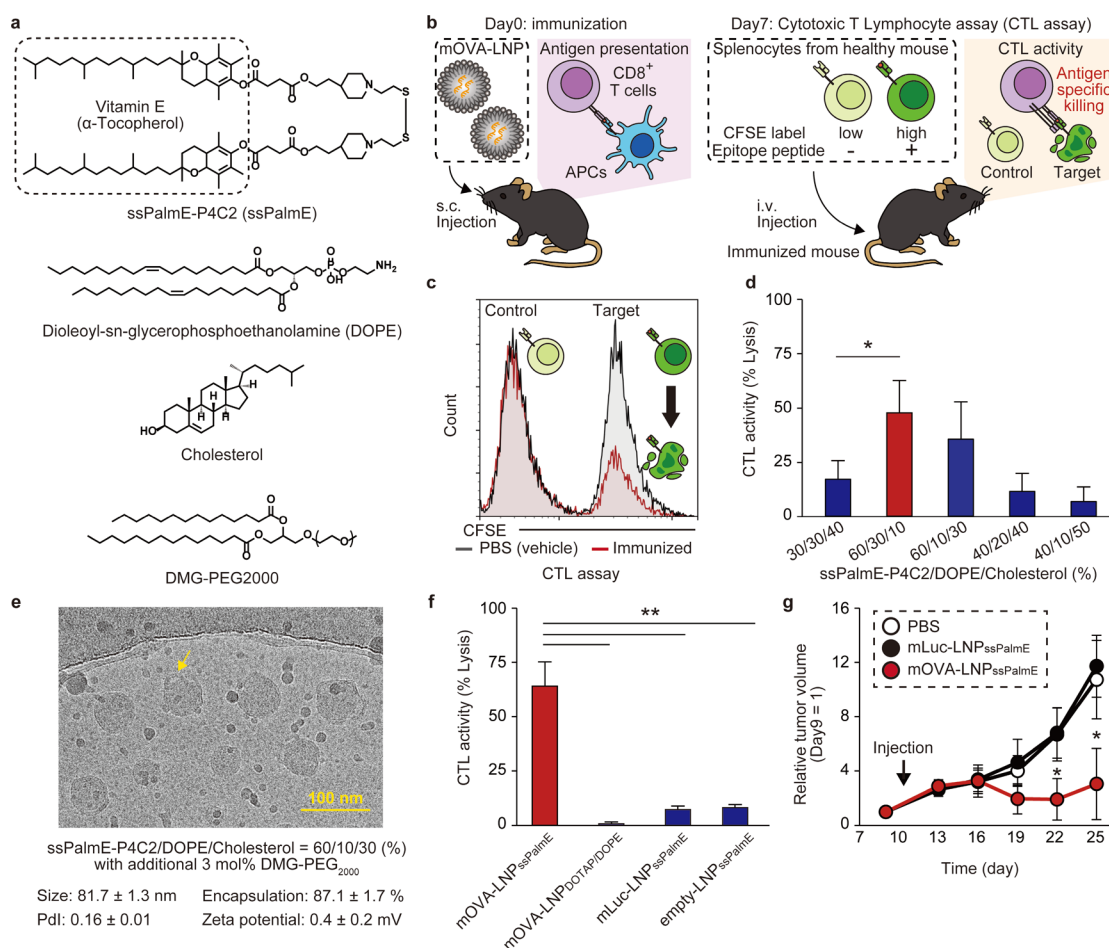 a
Vitamin E
(α-Tocopherol)
O
O
O
O
O
N
S
O
O
O
O
O
N
S
ssPalmE-P4C2 (ssPalmE)
O
O
O
O
O
P
O
OH
NH2
O
Dioleoyl-sn-glycerophosphoethanolamine (DOPE)
H
H
H
H
HO
Cholesterol
O
O
O
O
O
O
DMG-PEG2000
b
Day0: immunization
Day7: Cytotoxic T Lymphocyte assay (CTL assay)
mOVA-LNP
Antigen presentation
CD8+
T cells
APCs
s.c.
Injection
Splenocytes from healthy mouse
CFSE label
low
high
Epitope peptide
-
+
i.v.
Injection
Immunized mouse
CTL activity
Antigen
specific
killing
Control
Target
c
Control
Target
Count
CFSE
PBS (vehicle)
Immunized
CTL assay
d
CTL activity (% Lysis)
100
75
50
25
0
*
30/30/40
60/30/10
60/10/30
40/20/40
40/10/50
ssPalmE-P4C2/DOPE/Cholesterol (%)
e
100 nm
ssPalmE-P4C2/DOPE/Cholesterol = 60/10/30 (%)
with additional 3 mol% DMG-PEG2000
Size: 81.7 ± 1.3 nm
Encapsulation: 87.1 ± 1.7 %
PdI: 0.16 ± 0.01
Zeta potential: 0.4 ± 0.2 mV
f
CTL activity (% Lysis)
100
75
50
25
0
**
mOVA-LNPssPalmE
mOVA-LNPDOTAP/DOPE
mLuc-LNPssPalmE
empty-LNPssPalmE
g
Relative tumor volume
(Day9 = 1)
16
12
8
4
0
PBS
mLuc-LNPssPalmE
mOVA-LNPssPalmE
Injection
*
*
7
10
13
16
19
22
25
Time (day)